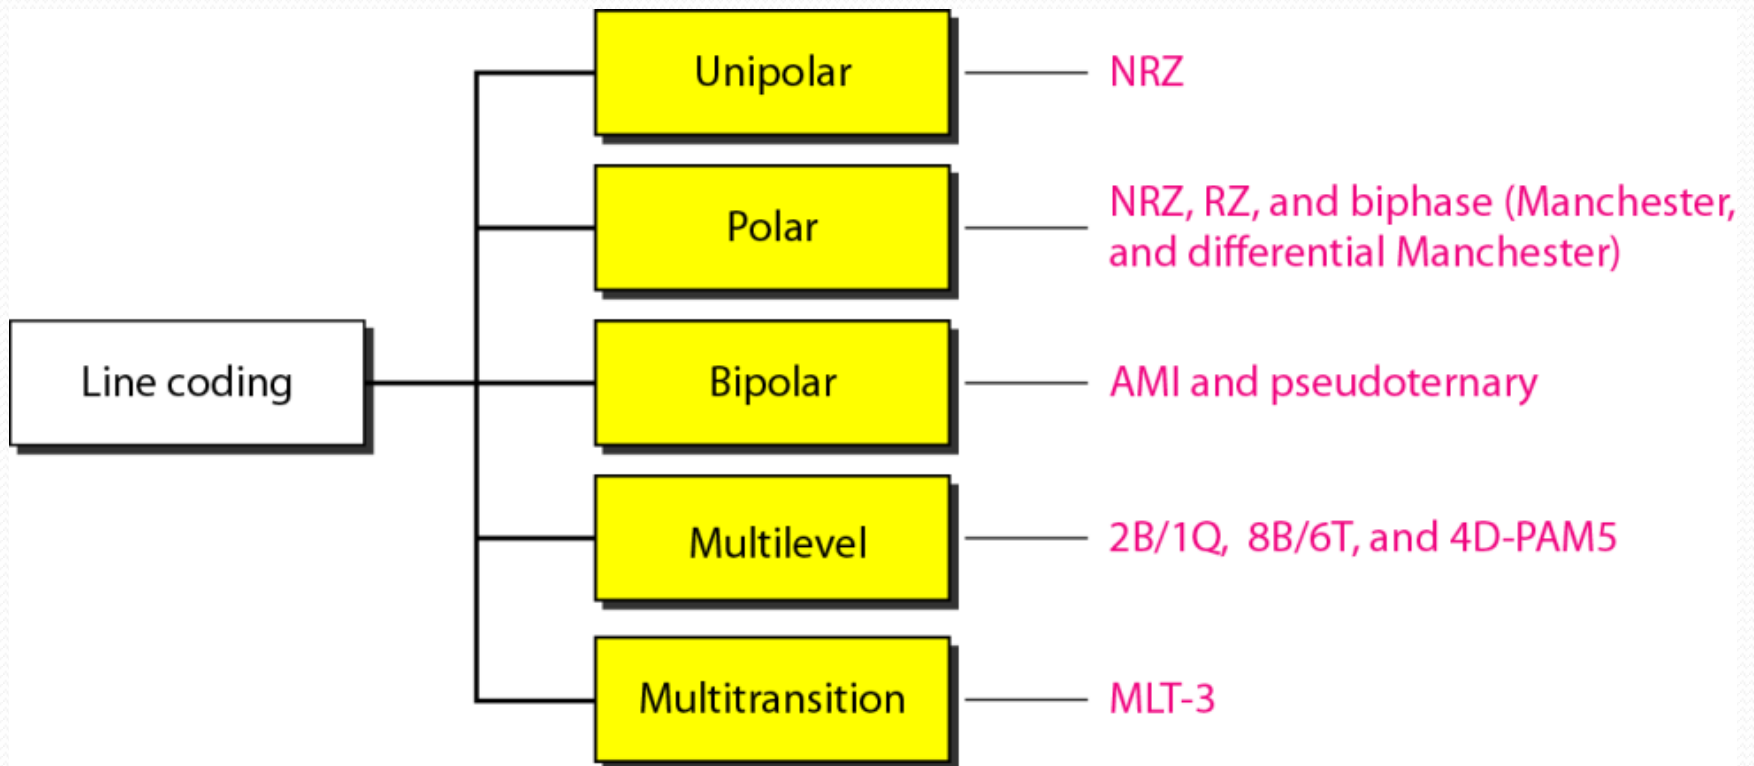 Line coding
Unipolar
NRZ
Polar
NRZ, RZ, and biphase (Manchester,
and differential Manchester)
Bipolar
AMI and pseudoternary
Multilevel
2B/1Q, 8B/6T, and 4D-PAM5
Multitransition
MLT-3